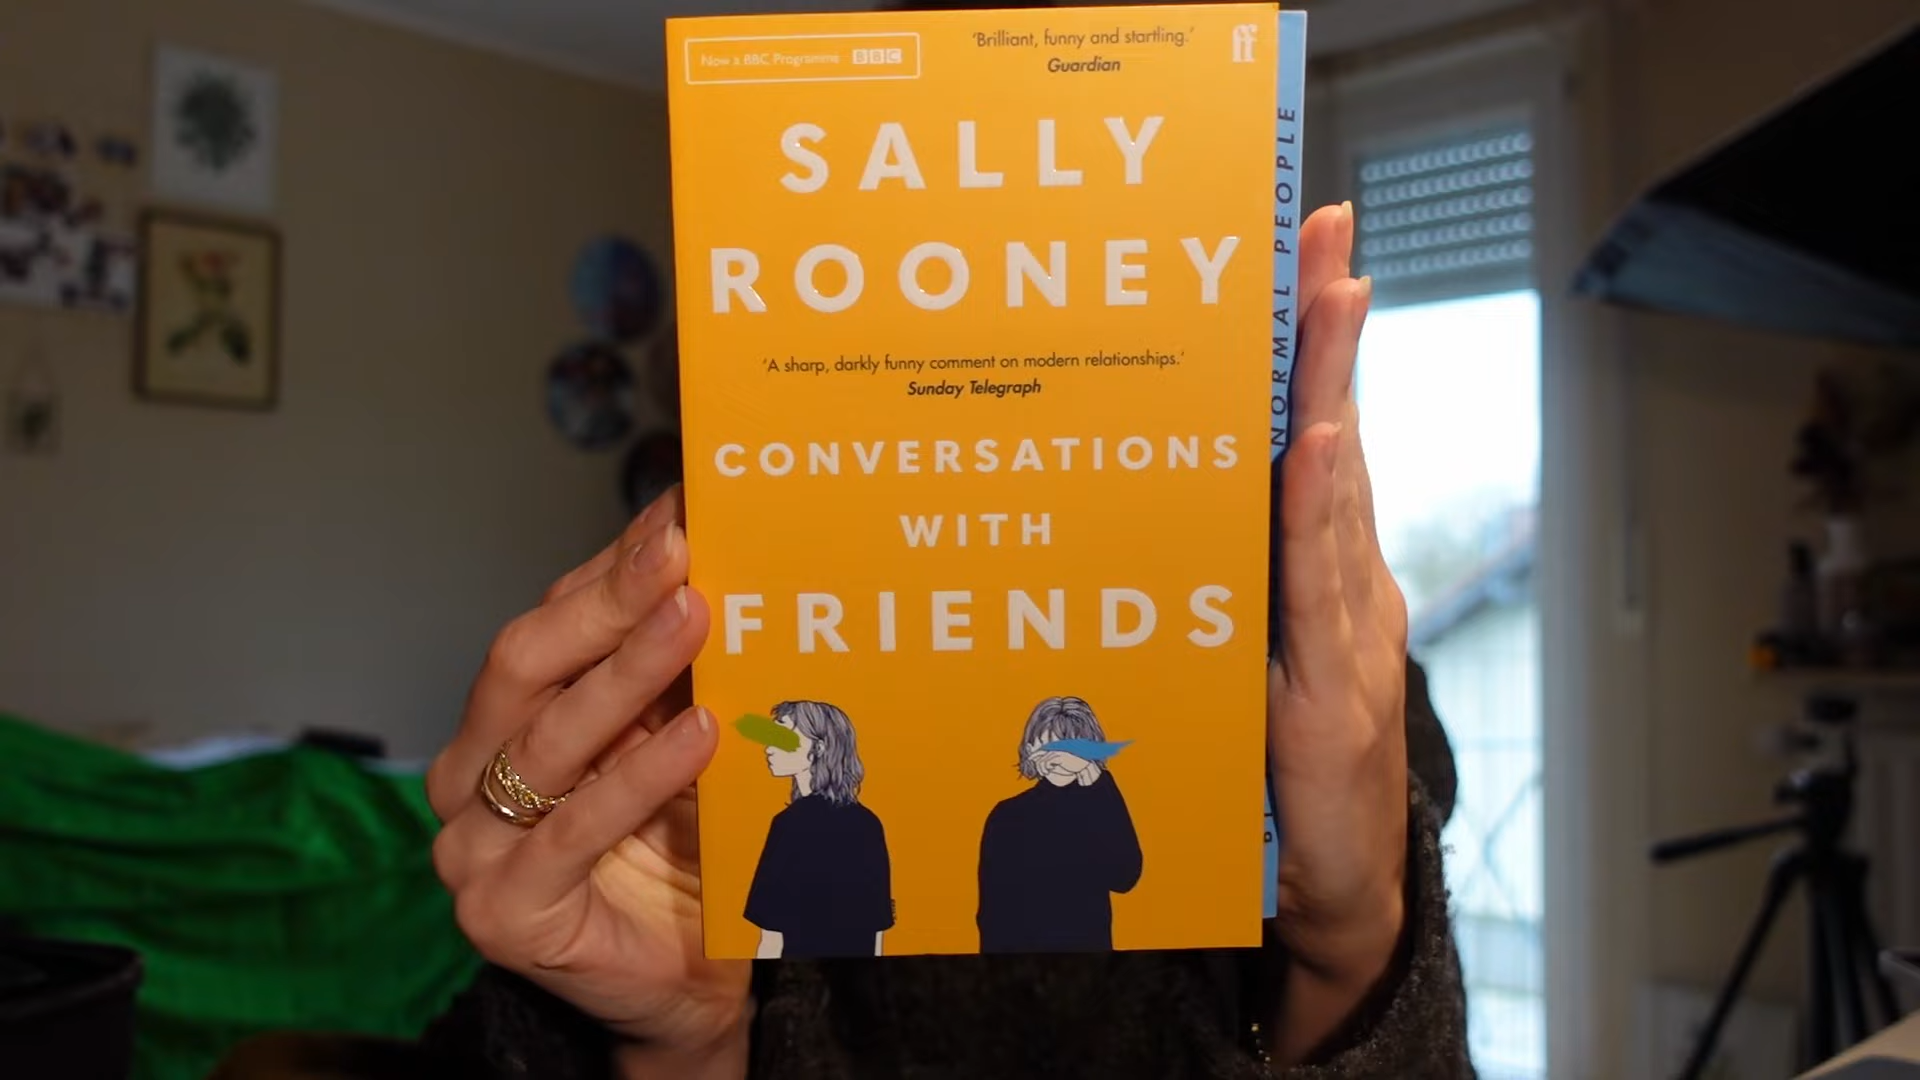 Now a BBC Programme BBC
'Brilliant, funny and startling.'
Guardian
ff
SALLY
ROONEY
'A sharp, darkly funny comment on modern relationships.'
Sunday Telegraph
CONVERSATIONS
WITH
FRIENDS
NORMAL PEOPLE